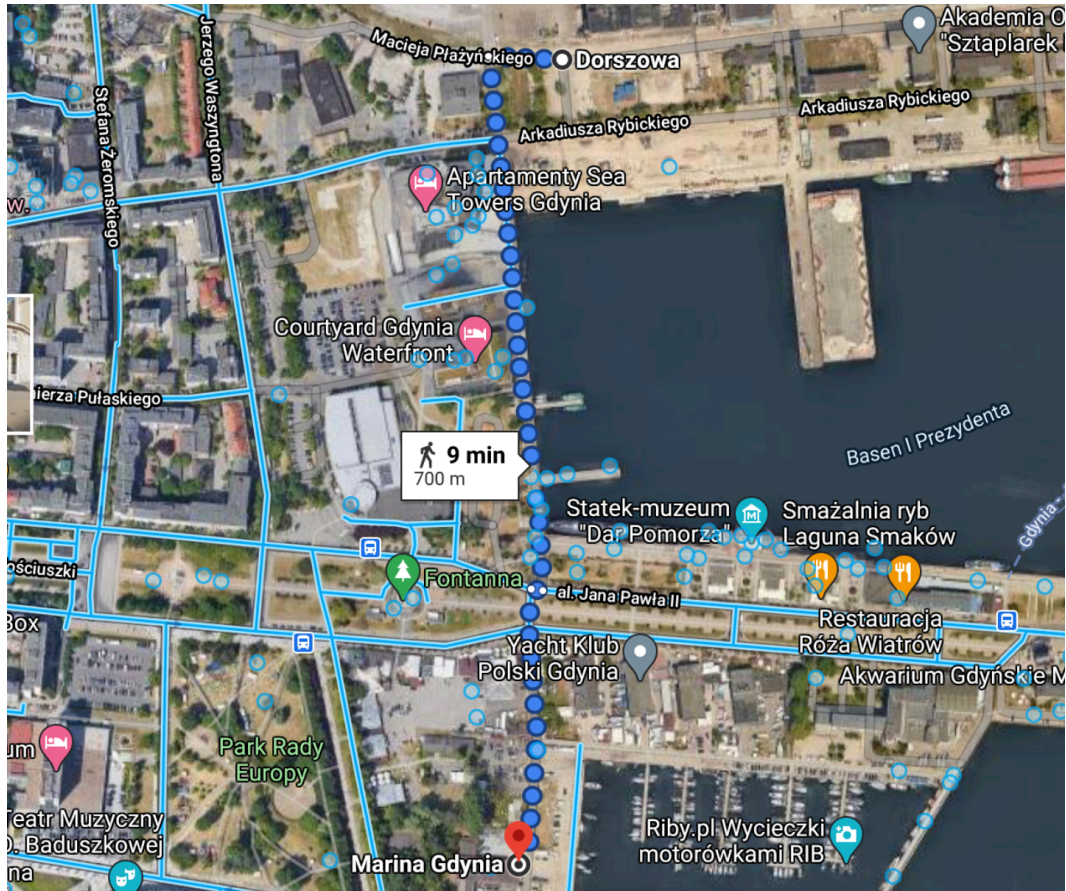 Macieja Płażyńskiego
Dorszowa
Akademia O
"Sztaplarek
Jerzego Waszyngtona
Stefana Żeromskiego
Arkadiusza Rybickiego
Arkadiusza Rybickiego
w.
Apartamenty Sea
Towers Gdynia
Courtyard Gdynia
Waterfront
mierza Pułaskiego
9 min
700 m
Basen I Prezydenta
Statek-muzeum
"Dar Pomorza"
Smażalnia ryb
Laguna Smaków
Gdynia -
ościuszki
Fontanna
al. Jana Pawła II
Box
Restauracja
Róża Wiatrów
Yacht Klub
Polski Gdynia
Akwarium Gdyńskie M
um
Park Rady
Europy
Teatr Muzyczny
D. Baduszkowej
na
Riby.pl Wycieczki
motorówkami RIB
Marina Gdynia